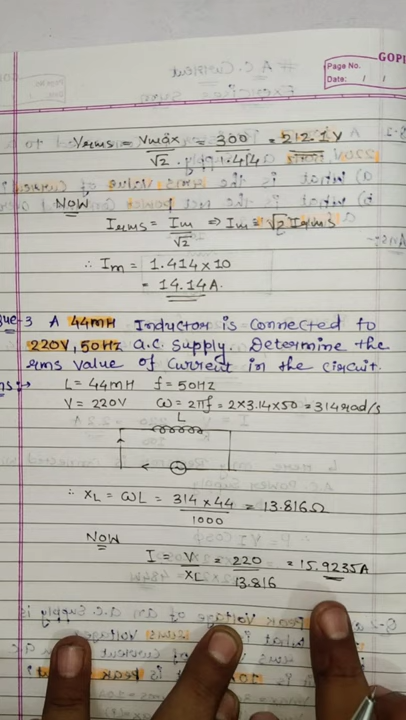 GOPI
Page No.
Date: / /
Vrms = Vmax/√2 = 300/1.414 = 212.1V
Now
Irms = Im/√2 ⇒ Im = √2 Irms
∴ Im = 1.414 × 10
= 14.14A.
Que-3 A 44mH Inductor is connected to
220V, 50Hz a.c. supply. Determine the
rms value of current in the circuit.
ns:→ L = 44mH f = 50Hz
V = 220V ω = 2πf = 2×3.14×50 = 314rad/s
L
∴ XL = ωL = 314 × 44/1000 = 13.816Ω
Now
I = V/XL = 220/13.816 = 15.9235A